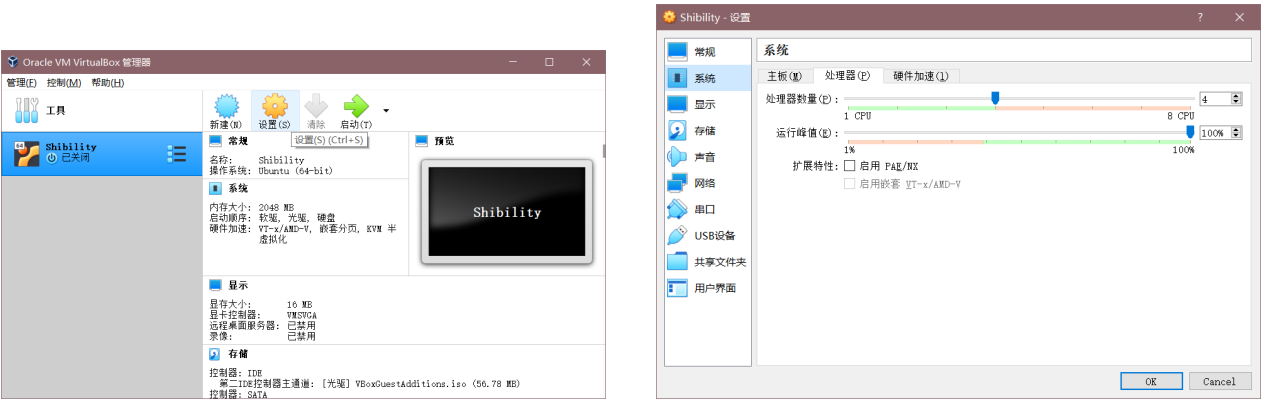 Oracle VM VirtualBox 管理器
管理(F) 控制(M) 帮助(H)
工具
新建(N) 设置(S) 清除 启动(T)
设置(S) (Ctrl+S)
64
Shibility
已关闭
常规
名称: Shibility
操作系统: Ubuntu (64-bit)
系统
内存大小: 2048 MB
启动顺序: 软驱, 光驱, 硬盘
硬件加速: VT-x/AMD-V, 嵌套分页, KVM 半
虚拟化
预览
Shibility
显示
显存大小: 16 MB
显卡控制器: VMSVGA
远程桌面服务器: 已禁用
录像: 已禁用
存储
控制器: IDE
第二IDE控制器主通道: [光驱] VBoxGuestAdditions.iso (56.78 MB)
控制器: SATA
Shibility - 设置
常规
系统
显示
存储
声音
网络
串口
USB设备
共享文件夹
用户界面
系统
主板(M) 处理器(P) 硬件加速(L)
处理器数量(P): 4
1 CPU 8 CPU
运行峰值(E): 100%
1% 100%
扩展特性: 启用 PAE/NX
启用嵌套 VT-x/AMD-V
OK Cancel